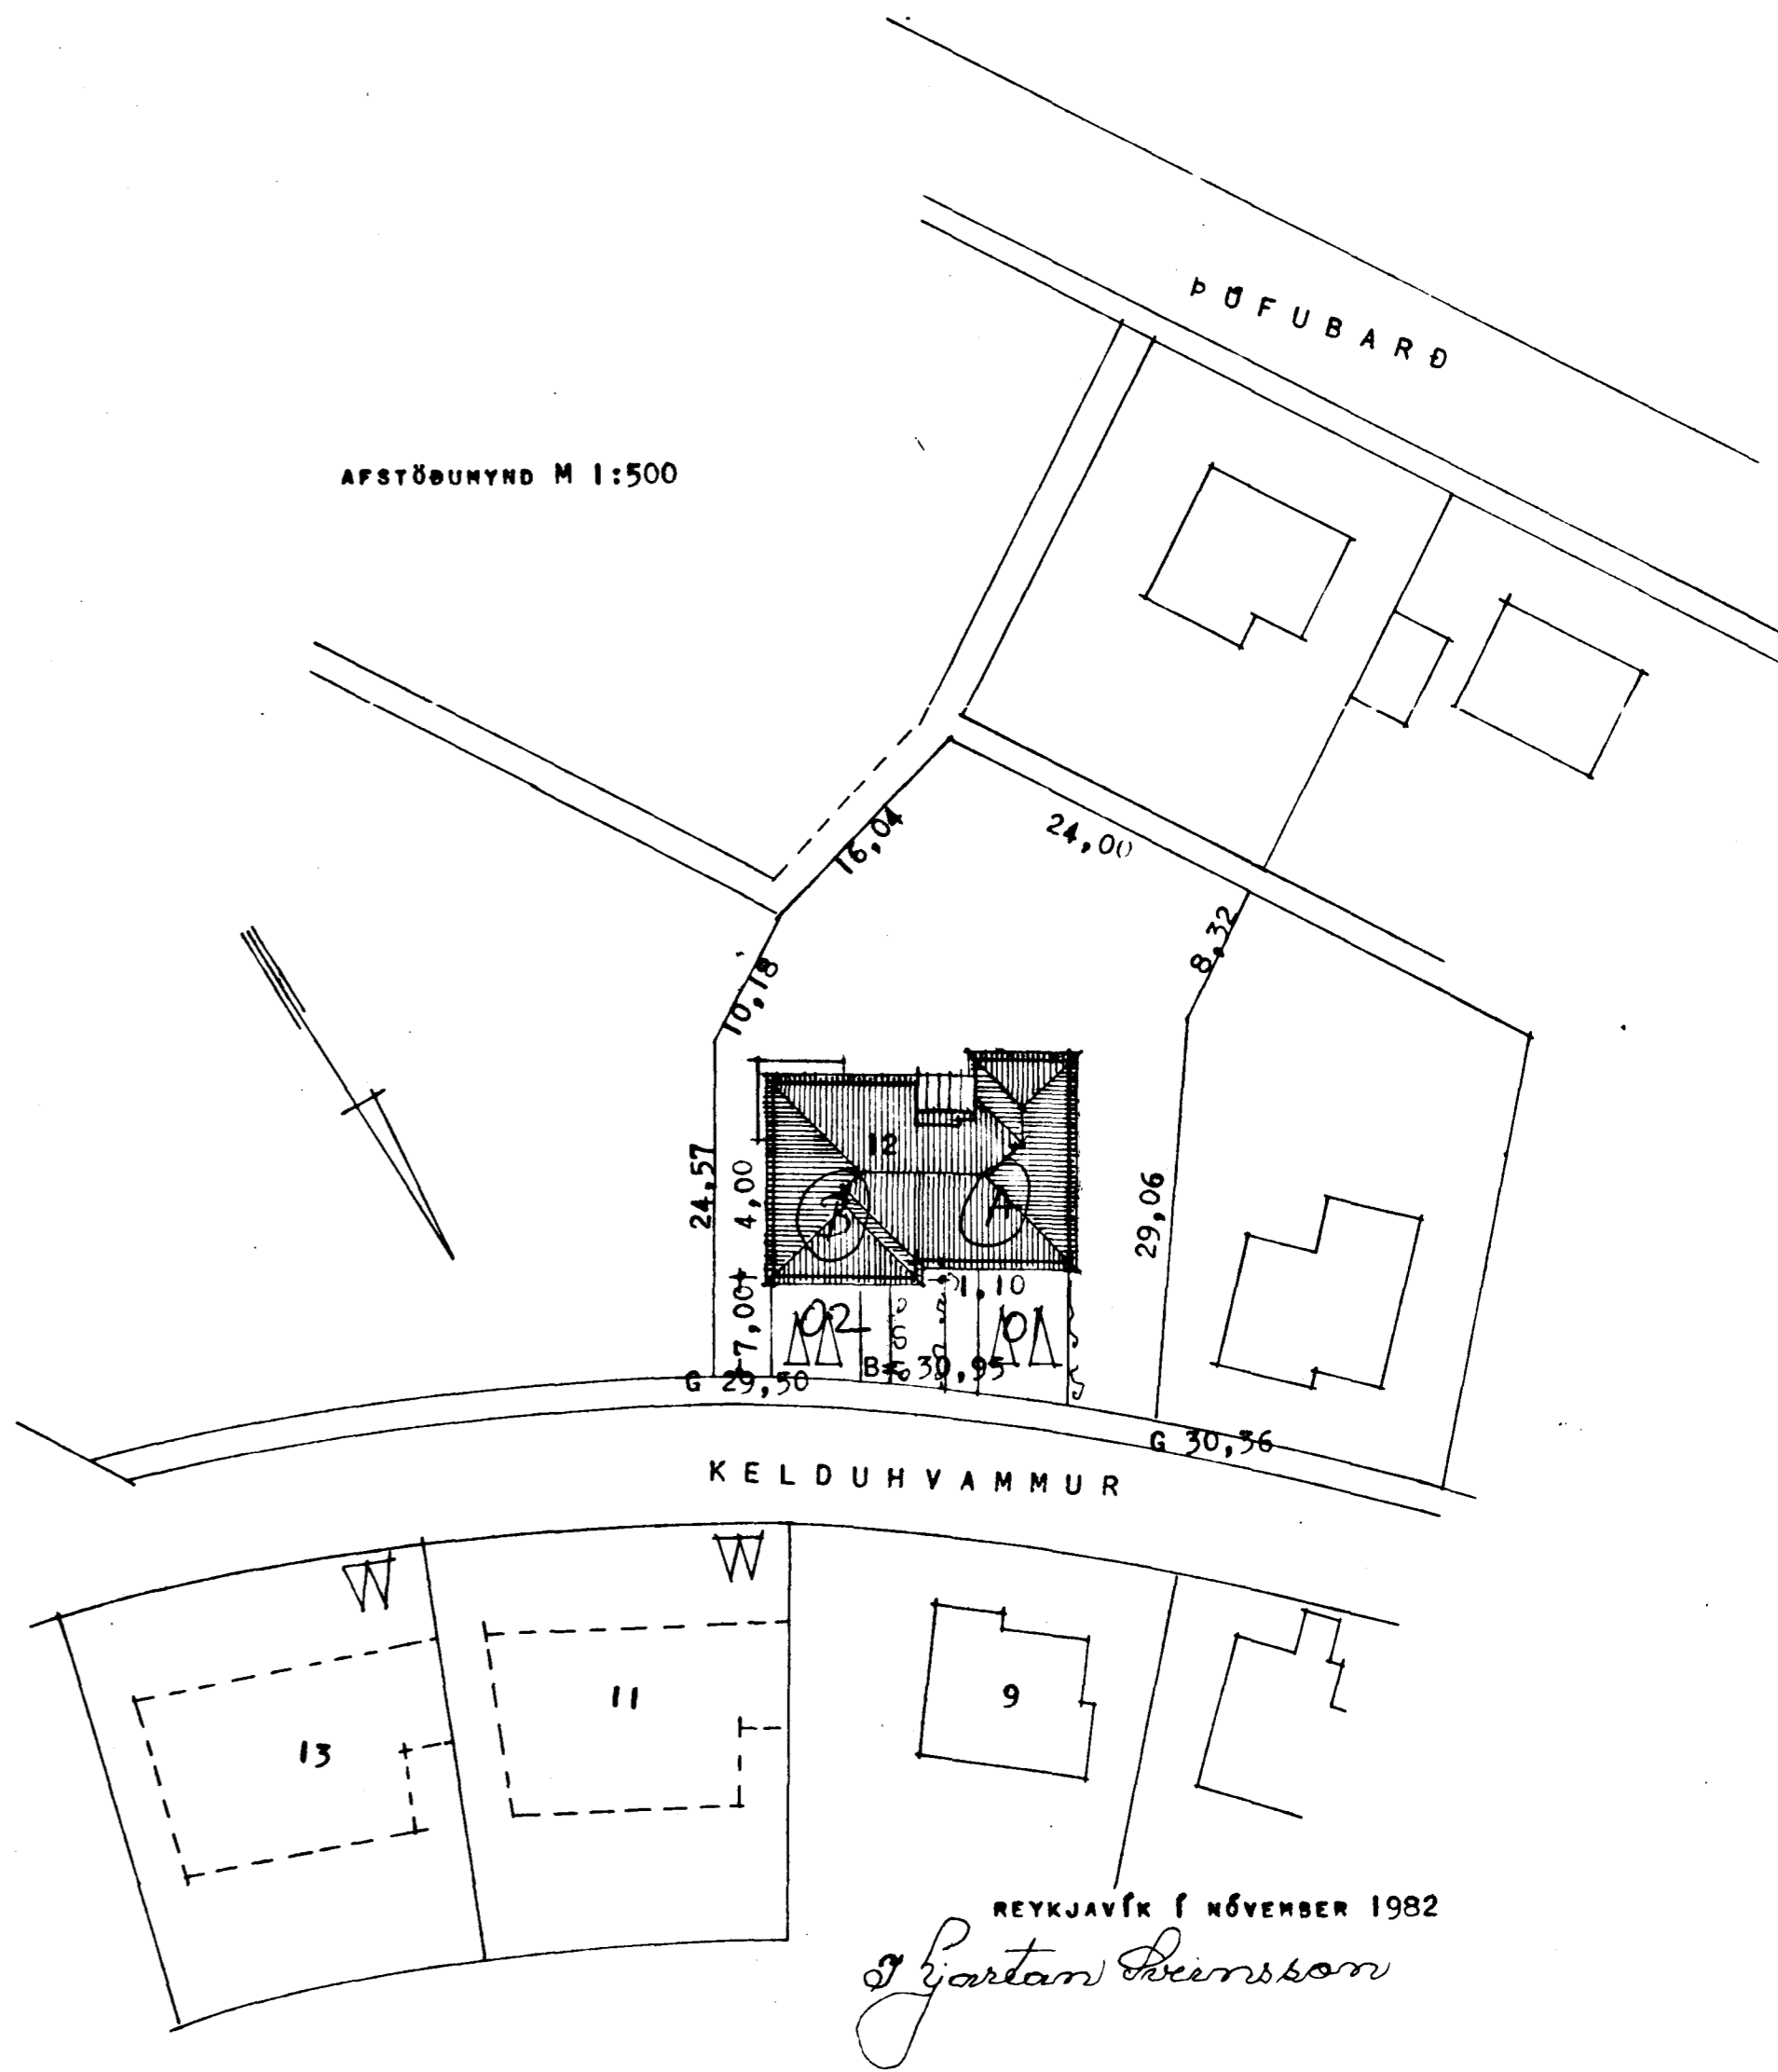 ÞÚFUBARÐ
AFSTÖÐUMYND M 1:500
16,04
24,00
8,32
10,18
12
24,57
4,00
29,06
B
A
1,10
7,00
02
01
B= 30,95
G 29,50
G 30,36
KELDUHVAMMUR
11
9
13
REYKJAVÍK Í NÓVEMBER 1982
Kjartan Sveinsson